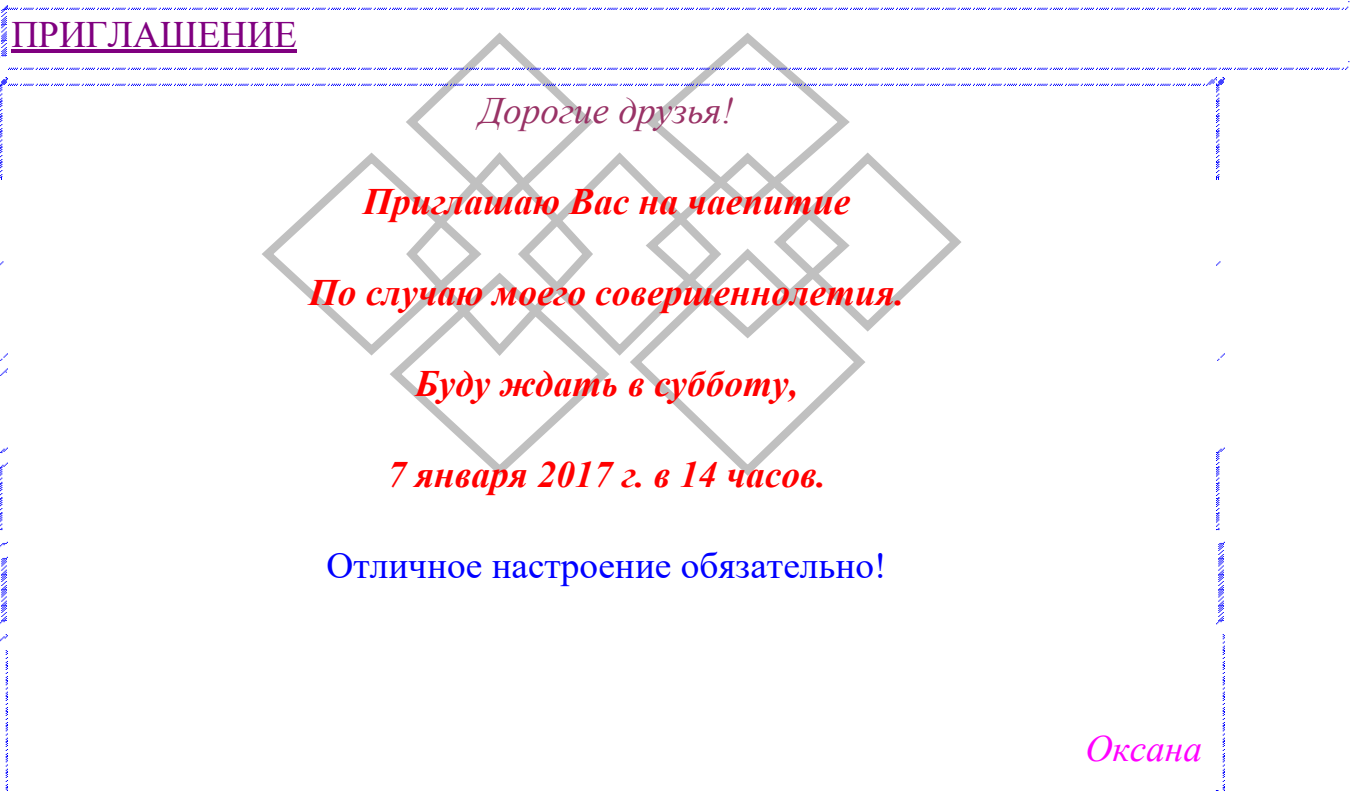 ПРИГЛАШЕНИЕ
Дорогие друзья!
Приглашаю Вас на чаепитие
По случаю моего совершеннолетия.
Буду ждать в субботу,
7 января 2017 г. в 14 часов.
Отличное настроение обязательно!
Оксана